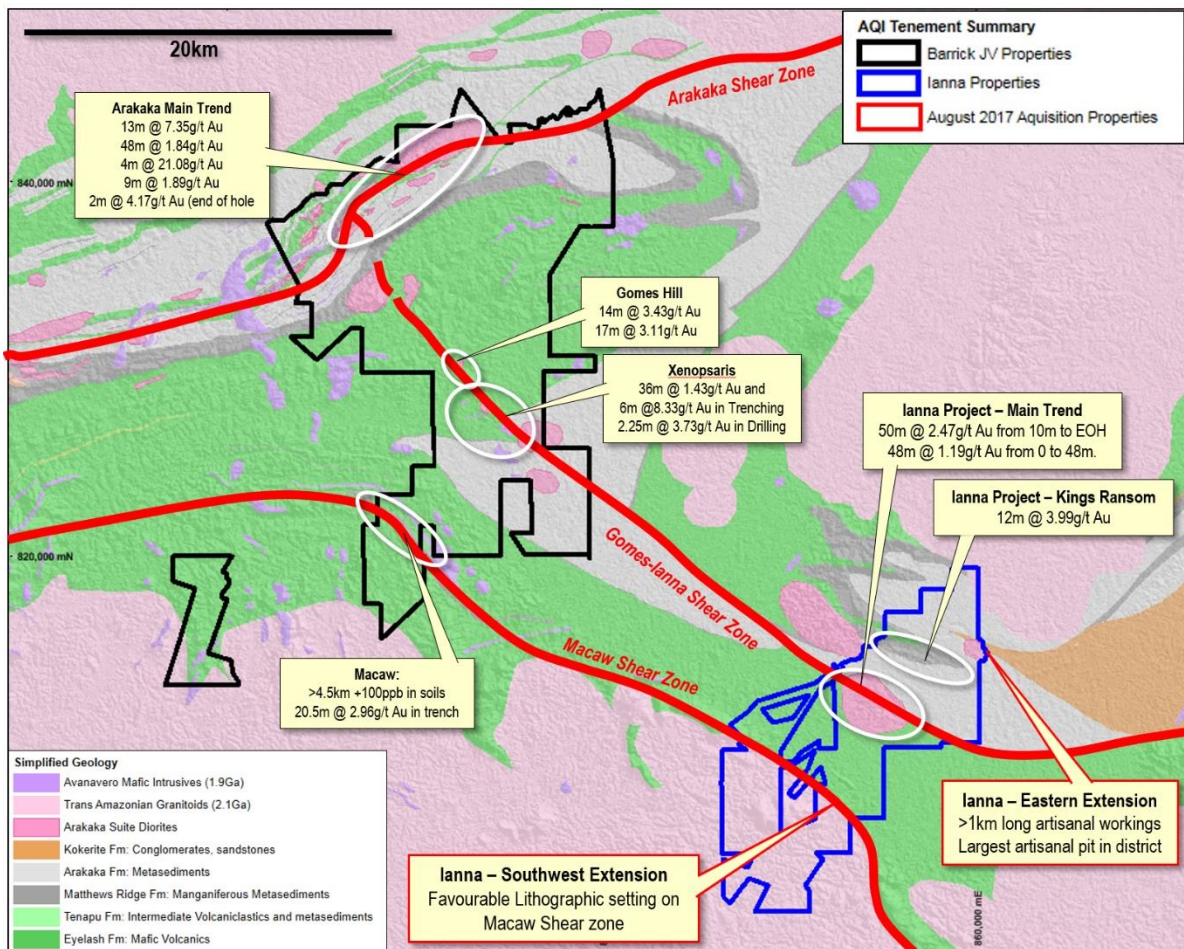 20km
AQI Tenement Summary
Barrick JV Properties
Ianna Properties
August 2017 Aquisition Properties
Arakaka Shear Zone
Arakaka Main Trend
13m @ 7.35g/t Au
48m @ 1.84g/t Au
4m @ 21.08g/t Au
9m @ 1.89g/t Au
2m @ 4.17g/t Au (end of hole
840,000 mN
Gomes Hill
14m @ 3.43g/t Au
17m @ 3.11g/t Au
Xenopsaris
36m @ 1.43g/t Au and
6m @8.33g/t Au in Trenching
2.25m @ 3.73g/t Au in Drilling
Ianna Project – Main Trend
50m @ 2.47g/t Au from 10m to EOH
48m @ 1.19g/t Au from 0 to 48m.
Ianna Project – Kings Ransom
12m @ 3.99g/t Au
820,000 mN
Gomes-Ianna Shear Zone
Macaw Shear Zone
Macaw:
>4.5km +100ppb in soils
20.5m @ 2.96g/t Au in trench
Ianna – Eastern Extension
>1km long artisanal workings
Largest artisanal pit in district
Ianna – Southwest Extension
Favourable Lithographic setting on
Macaw Shear zone
860,000 mE
Simplified Geology
Avanavero Mafic Intrusives (1.9Ga)
Trans Amazonian Granitoids (2.1Ga)
Arakaka Suite Diorites
Kokerite Fm: Conglomerates, sandstones
Arakaka Fm: Metasediments
Matthews Ridge Fm: Manganiferous Metasediments
Tenapu Fm: Intermediate Volcaniclastics and metasediments
Eyelash Fm: Mafic Volcanics